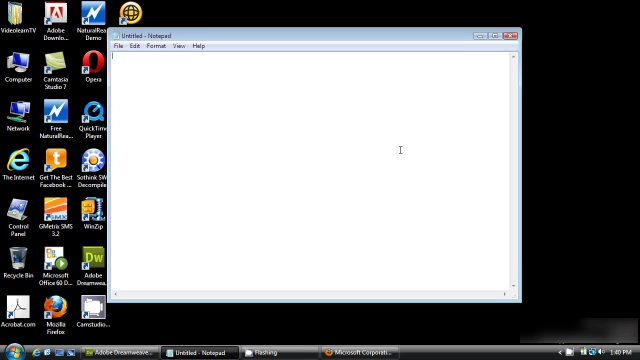 Untitled - Notepad
File Edit Format View Help
VideolearnTV
Adobe Downlo...
NaturalRea... Demo
Computer
Camtasia Studio 7
Opera
Network
Free NaturalRea...
QuickTime Player
The Internet
Get The Best Facebook ...
Sothink SW Decompiler
Control Panel
GMetrix SMS 3.2
WinZip
Recycle Bin
Microsoft Office 60 D...
Adobe Dreamwea...
Acrobat.com
Mozilla Firefox
Camstudio...
Adobe Dreamweave...
Untitled - Notepad
Flashing
Microsoft Corporati...
1:40 PM